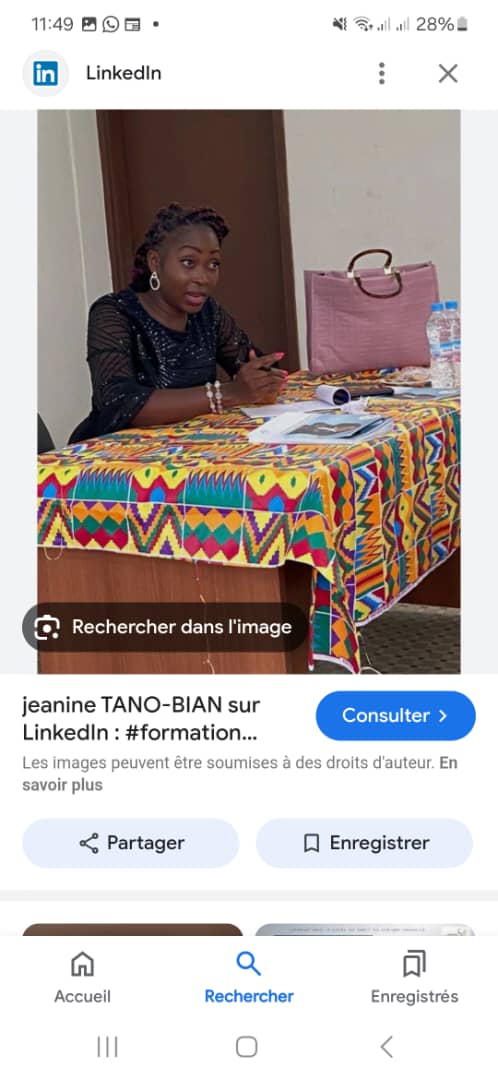 11:49
28%
in
LinkedIn
Rechercher dans l'image
jeanine TANO-BIAN sur
LinkedIn : #formation...
Consulter
Les images peuvent être soumises à des droits d'auteur. En
savoir plus
Partager
Enregistrer
Accueil
Rechercher
Enregistrés